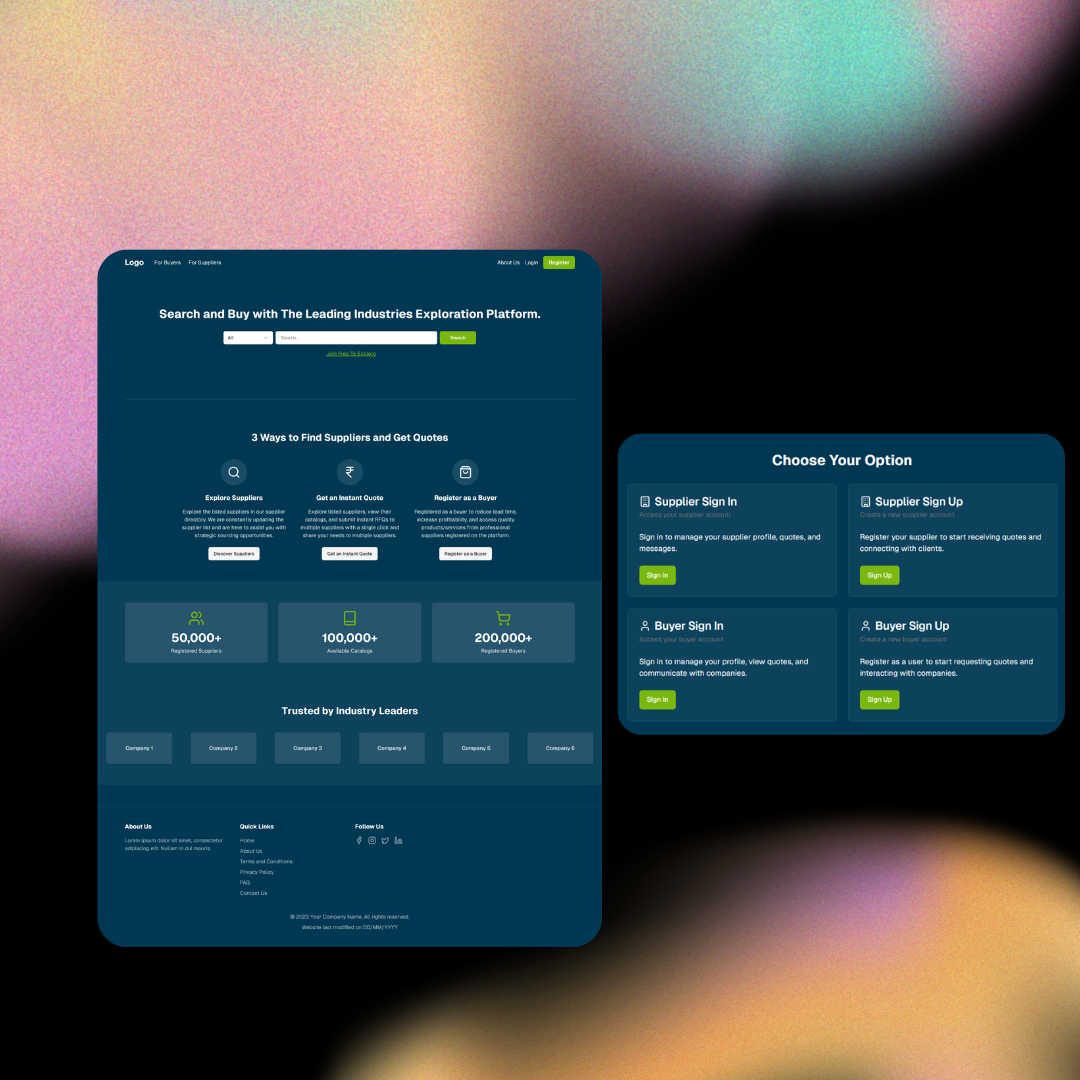 Logo For Buyers For Suppliers About Us Login Register
Search and Buy with The Leading Industries Exploration Platform.
All Search... Search
Join Free To Explore
3 Ways to Find Suppliers and Get Quotes
Explore Suppliers
Explore the listed suppliers in our supplier
directory. We are constantly updating the
supplier list and are here to assist you with
strategic sourcing opportunities.
Discover Suppliers
Get an Instant Quote
Explore listed suppliers, view their
catalogs, and submit instant RFQs to
multiple suppliers with a single click and
share your needs to multiple suppliers.
Get an Instant Quote
Register as a Buyer
Registered as a buyer to reduce lead time,
increase profitability, and access quality
products/services from professional
suppliers registered on the platform.
Register as a Buyer
50,000+
Registered Suppliers
100,000+
Available Catalogs
200,000+
Registered Buyers
Trusted by Industry Leaders
Company 1 Company 2 Company 3 Company 4 Company 5 Company 6
About Us
Lorem ipsum dolor sit amet, consectetur
adipiscing elit. Nullam in dui mauris.
Quick Links
Home
About Us
Terms and Conditions
Privacy Policy
FAQ
Contact Us
Follow Us
© 2023 Your Company Name. All rights reserved.
Website last modified on DD/MM/YYYY
Choose Your Option
Supplier Sign In
Access your supplier account
Sign in to manage your supplier profile, quotes, and
messages.
Sign In
Supplier Sign Up
Create a new supplier account
Register your supplier to start receiving quotes and
connecting with clients.
Sign Up
Buyer Sign In
Access your buyer account
Sign in to manage your profile, view quotes, and
communicate with companies.
Sign In
Buyer Sign Up
Create a new buyer account
Register as a user to start requesting quotes and
interacting with companies.
Sign Up